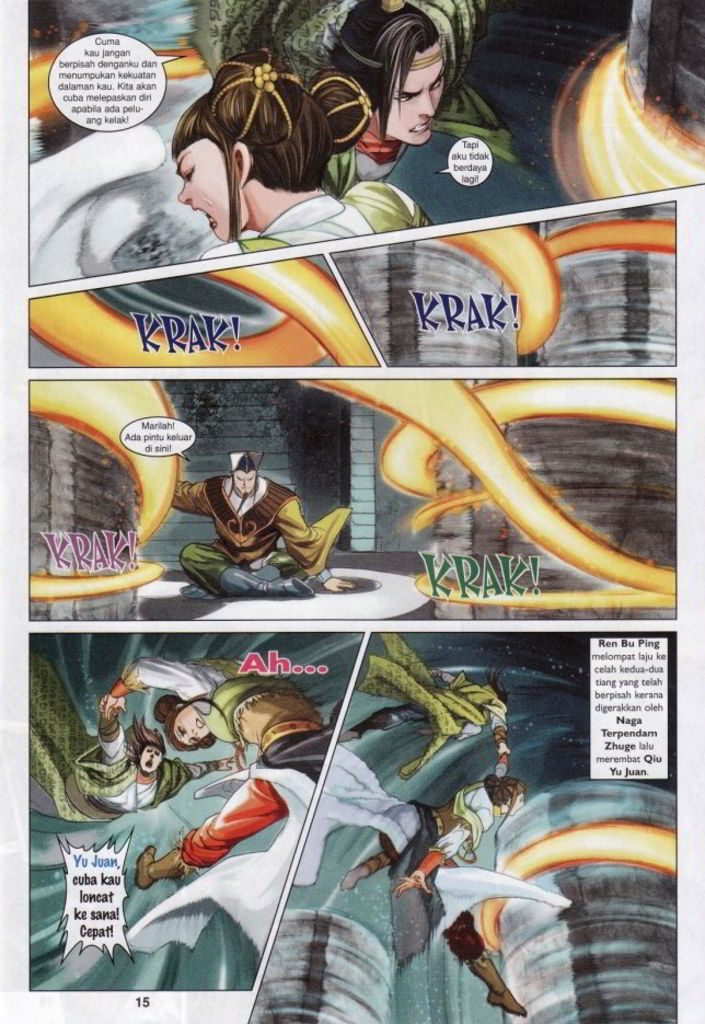 Cuma
kau jangan
berpisah denganku dan
menumpukan kekuatan
dalaman kau. Kita akan
cuba melepaskan diri
apabila ada pelu-
ang kelak!
Tapi
aku tidak
berdaya
lagi!
KRAK!
KRAK!
Marilah!
Ada pintu keluar
di sini!
KRAK!
KRAK!
Ah...
Yu Juan,
cuba kau
loncat
ke sana!
Cepat!
Ren Bu Ping
melompat laju ke
celah kedua-dua
tiang yang telah
berpisah kerana
digerakkan oleh
Naga
Terpendam
Zhuge lalu
merembat Qiu
Yu Juan.
15